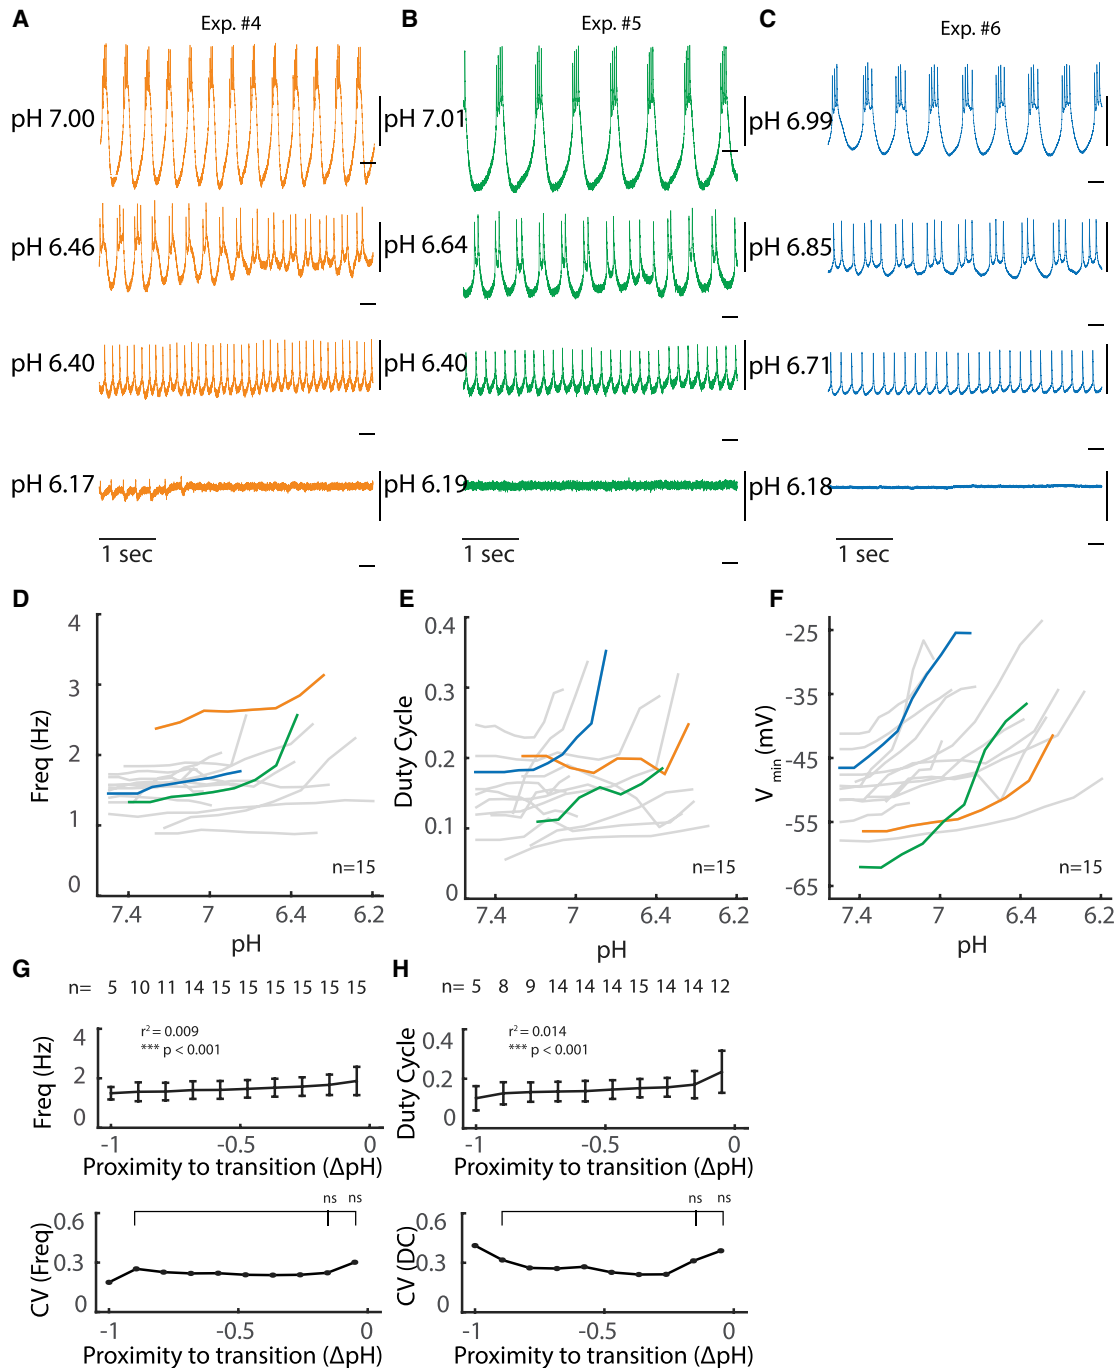 A
Exp. #4
B
Exp. #5
C
Exp. #6
pH 7.00
pH 7.01
pH 6.99
pH 6.46
pH 6.64
pH 6.85
pH 6.40
pH 6.40
pH 6.71
pH 6.17
pH 6.19
pH 6.18
1 sec
1 sec
1 sec
D
4
3
2
1
0
Freq (Hz)
n=15
7.4 7 6.4 6.2
pH
E
0.4
0.3
0.2
0.1
0
Duty Cycle
n=15
7.4 7 6.4 6.2
pH
F
-25
-35
-45
-55
-65
V min (mV)
n=15
7.4 7 6.4 6.2
pH
G
n= 5 10 11 14 15 15 15 15 15 15
r² = 0.009
*** p < 0.001
4
2
0
Freq (Hz)
-1 -0.5 0
Proximity to transition (ΔpH)
ns ns
0.6
0.3
0
CV (Freq)
-1 -0.5 0
Proximity to transition (ΔpH)
H
n= 5 8 9 14 14 14 15 14 14 12
r² = 0.014
*** p < 0.001
0.4
0.2
0
Duty Cycle
-1 -0.5 0
Proximity to transition (ΔpH)
ns ns
0.6
0.3
0
CV (DC)
-1 -0.5 0
Proximity to transition (ΔpH)